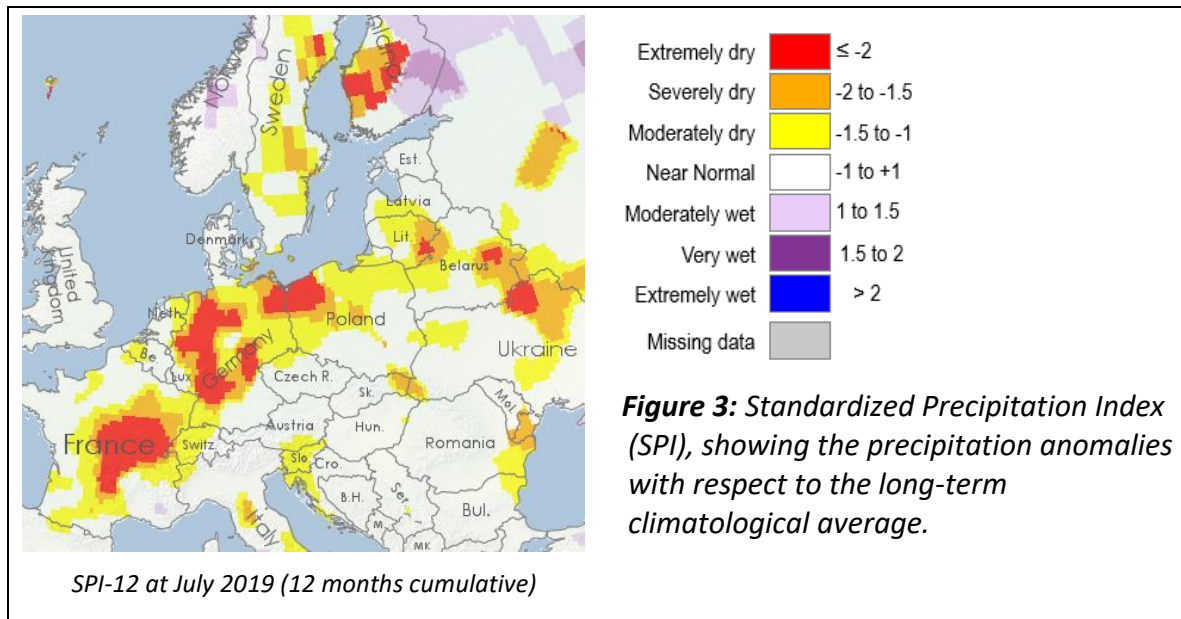 Norway
Sweden
Finland
Est.
Latvia
Lit.
Denmark
United
Kingdom
Belarus
Neth.
Poland
Be.
Germany
Ukraine
Lux.
Czech R.
Sk.
Mol.
France
Switz.
Austria
Hun.
Romania
Slo.
Cro.
B.H.
Ser.
Italy
Bul.
M.
MK
SPI-12 at July 2019 (12 months cumulative)
Extremely dry ≤ -2
Severely dry -2 to -1.5
Moderately dry -1.5 to -1
Near Normal -1 to +1
Moderately wet 1 to 1.5
Very wet 1.5 to 2
Extremely wet > 2
Missing data
Figure 3: Standardized Precipitation Index
(SPI), showing the precipitation anomalies
with respect to the long-term
climatological average.